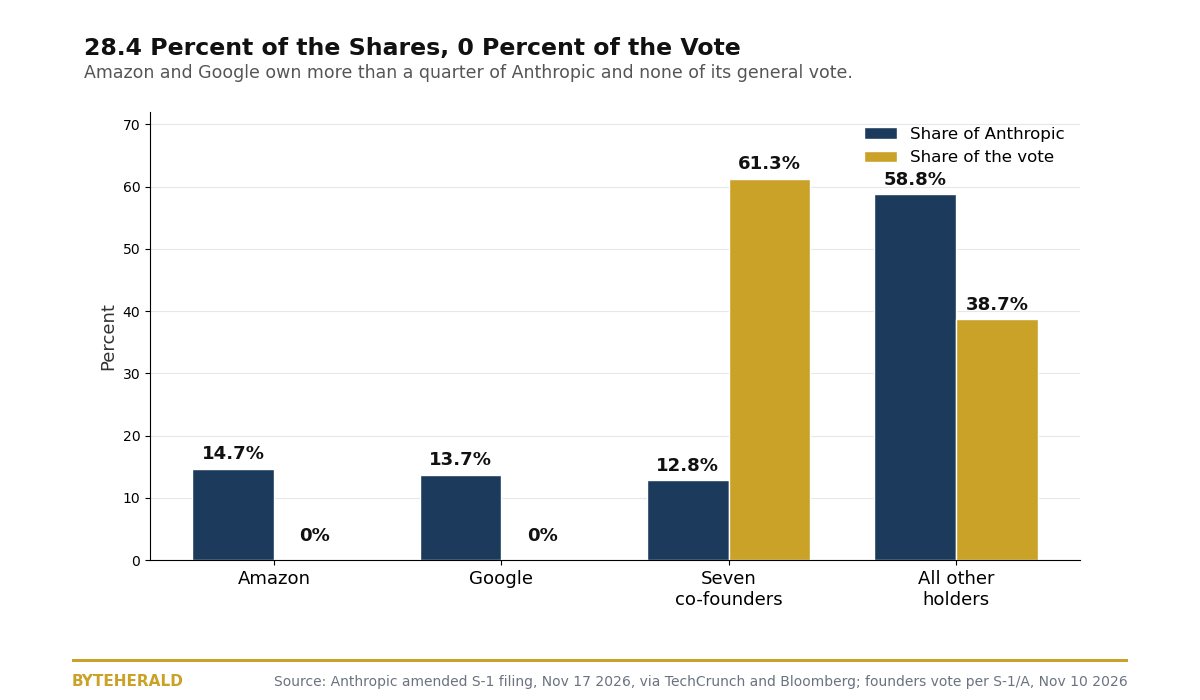 28.4 Percent of the Shares, 0 Percent of the Vote
Amazon and Google own more than a quarter of Anthropic and none of its general vote.
Share of Anthropic
Share of the vote
Percent
70
60
50
40
30
20
10
0
14.7%
0%
13.7%
0%
12.8%
61.3%
58.8%
38.7%
Amazon
Google
Seven
co-founders
All other
holders
BYTEHERALD
Source: Anthropic amended S-1 filing, Nov 17 2026, via TechCrunch and Bloomberg; founders vote per S-1/A, Nov 10 2026